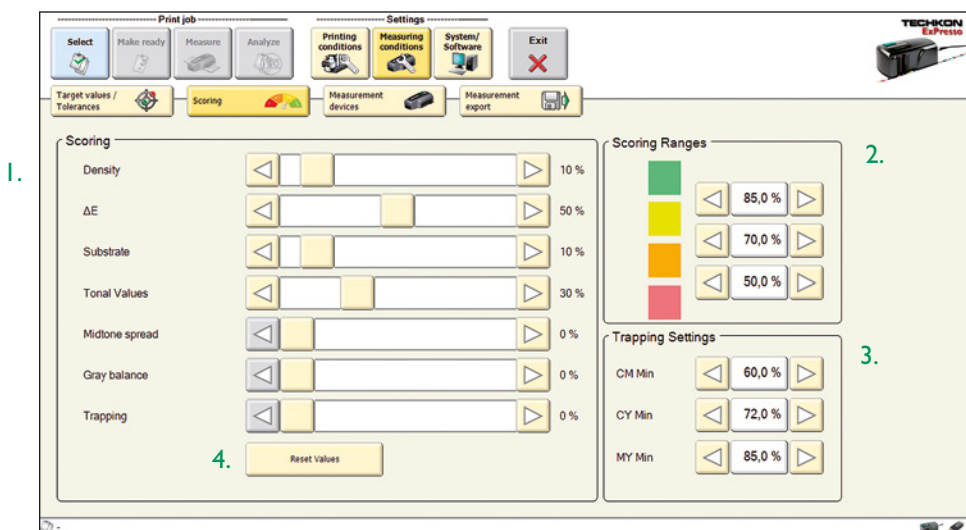 Print job
Settings
Select
Make ready
Measure
Analyze
Printing
conditions
Measuring
conditions
System/
Software
Exit
TECHKON
ExPresso
Target values /
Tolerances
Scoring
Measurement
devices
Measurement
export
1.
Scoring
Density
10 %
ΔE
50 %
Substrate
10 %
Tonal Values
30 %
Midtone spread
0 %
Gray balance
0 %
Trapping
0 %
4.
Reset Values
Scoring Ranges
2.
85,0 %
70,0 %
50,0 %
Trapping Settings
3.
CM Min
60,0 %
CY Min
72,0 %
MY Min
85,0 %
-